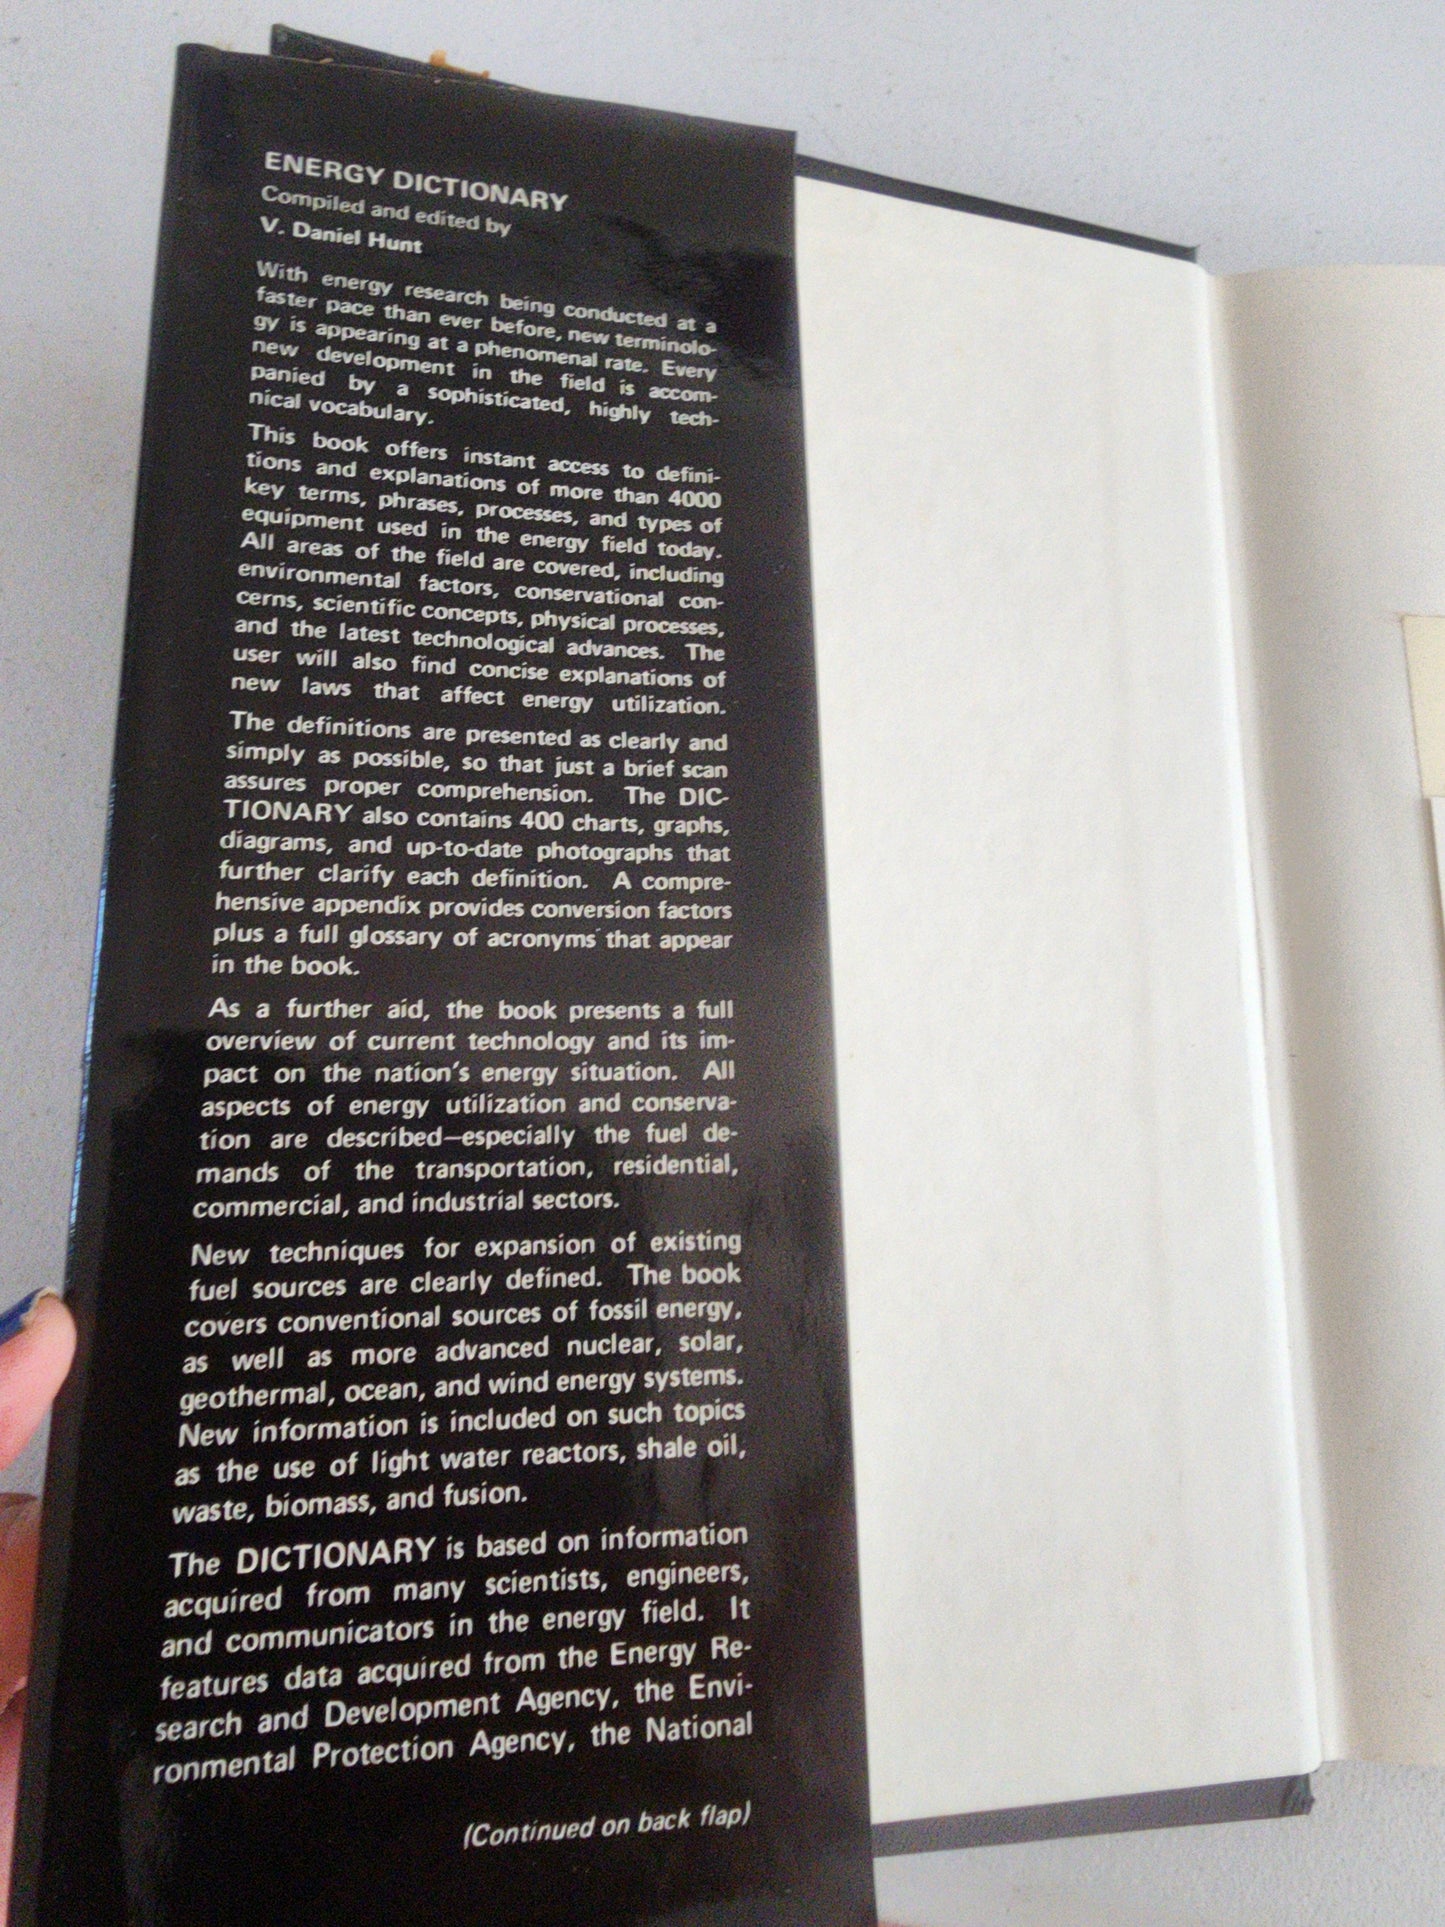 ENERGY DICTIONARY
Compiled and edited by
V. Daniel Hunt
With energy research being conducted at a
faster pace than ever before, new terminolo-
gy is appearing at a phenomenal rate. Every
new development in the field is accom-
panied by a sophisticated, highly tech-
nical vocabulary.
This book offers instant access to defini-
tions and explanations of more than 4000
key terms, phrases, processes, and types of
equipment used in the energy field today.
All areas of the field are covered, including
environmental factors, conservational con-
cerns, scientific concepts, physical processes,
and the latest technological advances. The
user will also find concise explanations of
new laws that affect energy utilization.
The definitions are presented as clearly and
simply as possible, so that just a brief scan
assures proper comprehension. The DIC-
TIONARY also contains 400 charts, graphs,
diagrams, and up-to-date photographs that
further clarify each definition. A compre-
hensive appendix provides conversion factors
plus a full glossary of acronyms that appear
in the book.
As a further aid, the book presents a full
overview of current technology and its im-
pact on the nation's energy situation. All
aspects of energy utilization and conserva-
tion are described—especially the fuel de-
mands of the transportation, residential,
commercial, and industrial sectors.
New techniques for expansion of existing
fuel sources are clearly defined. The book
covers conventional sources of fossil energy,
as well as more advanced nuclear, solar,
geothermal, ocean, and wind energy systems.
New information is included on such topics
as the use of light water reactors, shale oil,
waste, biomass, and fusion.
The DICTIONARY is based on information
acquired from many scientists, engineers,
and communicators in the energy field. It
features data acquired from the Energy Re-
search and Development Agency, the Envi-
ronmental Protection Agency, the National
(Continued on back flap)